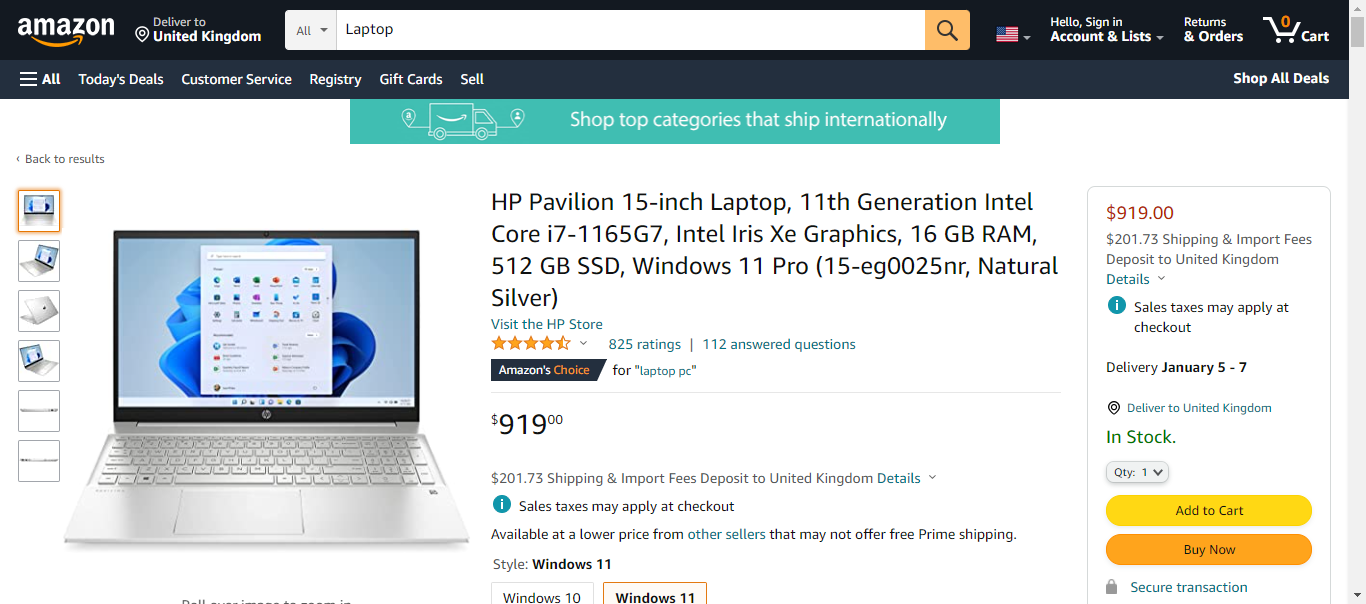 amazon
Deliver to
United Kingdom
All
Laptop
Hello, Sign in
Account & Lists
Returns
& Orders
0
Cart
All
Today's Deals
Customer Service
Registry
Gift Cards
Sell
Shop All Deals
Shop top categories that ship internationally
‹ Back to results
HP Pavilion 15-inch Laptop, 11th Generation Intel
Core i7-1165G7, Intel Iris Xe Graphics, 16 GB RAM,
512 GB SSD, Windows 11 Pro (15-eg0025nr, Natural
Silver)
Visit the HP Store
825 ratings | 112 answered questions
Amazon's Choice for "laptop pc"
$91900
$201.73 Shipping & Import Fees Deposit to United Kingdom Details
Sales taxes may apply at checkout
Available at a lower price from other sellers that may not offer free Prime shipping.
Style: Windows 11
Windows 10
Windows 11
$919.00
$201.73 Shipping & Import Fees
Deposit to United Kingdom
Details
Sales taxes may apply at
checkout
Delivery January 5 - 7
Deliver to United Kingdom
In Stock.
Qty: 1
Add to Cart
Buy Now
Secure transaction
hp
Roll over image to zoom in